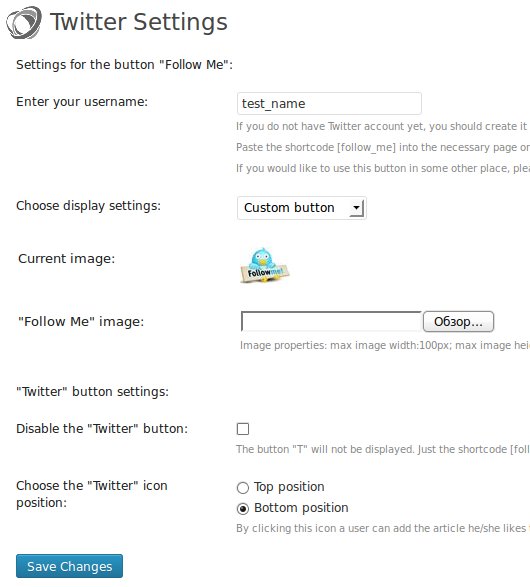 Twitter Settings
Settings for the button "Follow Me":
Enter your username:
test_name
If you do not have Twitter account yet, you should create it
Paste the shortcode [follow_me] into the necessary page or
If you would like to use this button in some other place, plea
Choose display settings:
Custom button
Current image:
Followme!
"Follow Me" image:
Обзор...
Image properties: max image width:100px; max image hei
"Twitter" button settings:
Disable the "Twitter" button:
The button "T" will not be displayed. Just the shortcode [foll
Choose the "Twitter" icon
position:
Top position
Bottom position
By clicking this icon a user can add the article he/she likes
Save Changes